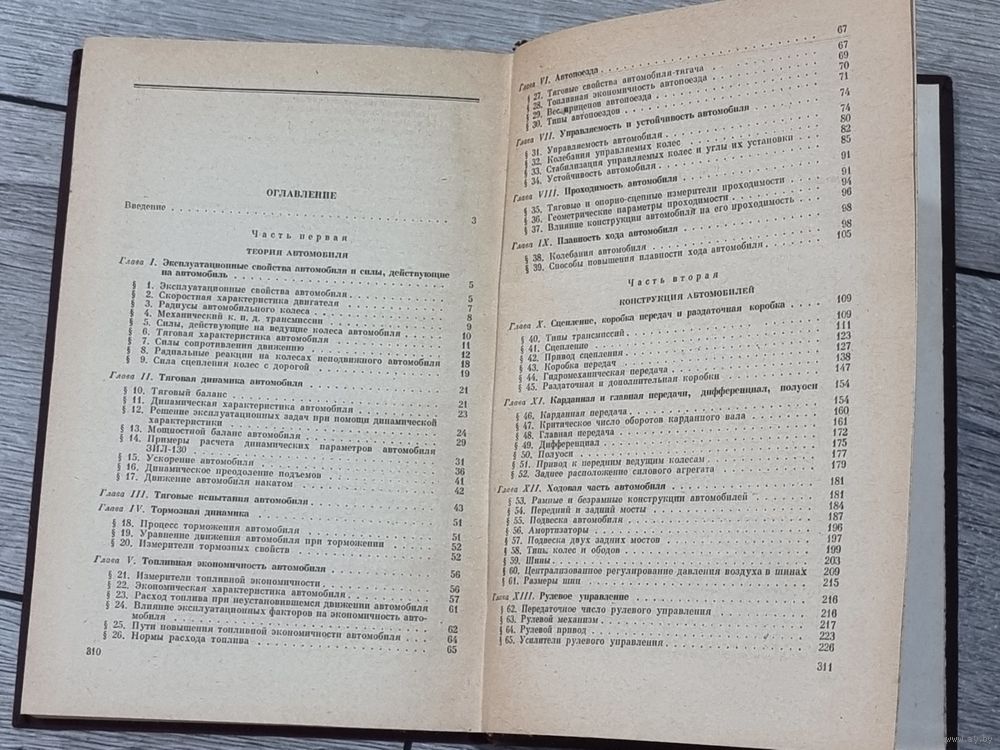 ОГЛАВЛЕНИЕ
Введение . . . 3
Часть первая
ТЕОРИЯ АВТОМОБИЛЯ
Глава I. Эксплуатационные свойства автомобиля и силы, действующие
на автомобиль . . . 5
§ 1. Эксплуатационные свойства автомобиля . . . 5
§ 2. Скоростная характеристика двигателя . . . 7
§ 3. Радиусы автомобильного колеса . . . 8
§ 4. Механический к. п. д. трансмиссии . . . 9
§ 5. Силы, действующие на ведущие колеса автомобиля . . . 10
§ 6. Тяговая характеристика автомобиля . . . 11
§ 7. Силы сопротивления движению . . . 12
§ 8. Радиальные реакции на колесах неподвижного автомобиля 18
§ 9. Сила сцепления колес с дорогой . . . 19
Глава II. Тяговая динамика автомобиля . . . 21
§ 10. Тяговый баланс . . . 21
§ 11. Динамическая характеристика автомобиля . . . 23
§ 12. Решение эксплуатационных задач при помощи динамической
характеристики . . . 24
§ 13. Мощностной баланс автомобиля . . . 29
§ 14. Примеры расчета динамических параметров автомобиля
ЗИЛ-130 . . . 31
§ 15. Ускорение автомобиля . . . 36
§ 16. Динамическое преодоление подъемов . . . 41
§ 17. Движение автомобиля накатом . . . 42
Глава III. Тяговые испытания автомобиля . . . 43
Глава IV. Тормозная динамика . . . 51
§ 18. Процесс торможения автомобиля . . . 51
§ 19. Уравнение движения автомобиля при торможении . . . 52
§ 20. Измерители тормозных свойств . . . 52
Глава V. Топливная экономичность автомобиля . . . 56
§ 21. Измерители топливной экономичности . . . 56
§ 22. Экономическая характеристика автомобиля . . . 57
§ 23. Расход топлива при неустановившемся движении автомобиля 61
§ 24. Влияние эксплуатационных факторов на экономичность авто-
мобиля . . . 62
§ 25. Пути повышения топливной экономичности автомобиля . . . 64
§ 26. Нормы расхода топлива . . . 65
310
Глава VI. Автопоезда . . . 67
§ 27. Тяговые свойства автомобиля-тягача . . . 67
§ 28. Топливная экономичность автопоезда . . . 69
§ 29. Вес прицепов автопоезда . . . 70
§ 30. Типы автопоездов . . . 71
Глава VII. Управляемость и устойчивость автомобиля . . . 74
§ 31. Управляемость автомобиля . . . 74
§ 32. Колебания управляемых колес . . . 80
§ 33. Стабилизация управляемых колес и углы их установки . . . 82
§ 34. Устойчивость автомобиля . . . 85
Глава VIII. Проходимость автомобиля . . . 91
§ 35. Тяговые и опорно-сцепные измерители проходимости . . . 91
§ 36. Геометрические параметры проходимости . . . 94
§ 37. Влияние конструкции автомобиля на его проходимость . . . 96
Глава IX. Плавность хода автомобиля . . . 98
§ 38. Колебания автомобиля . . . 98
§ 39. Способы повышения плавности хода автомобиля . . . 105
Часть вторая
КОНСТРУКЦИЯ АВТОМОБИЛЕЙ
Глава X. Сцепление, коробка передач и раздаточная коробка . . . 109
§ 40. Типы трансмиссий . . . 109
§ 41. Сцепление . . . 111
§ 42. Привод сцепления . . . 123
§ 43. Коробка передач . . . 127
§ 44. Гидромеханическая передача . . . 138
§ 45. Раздаточная и дополнительная коробки . . . 147
Глава XI. Карданная и главная передачи, дифференциал, полуоси 154
§ 46. Карданная передача . . . 154
§ 47. Критическое число оборотов карданного вала . . . 160
§ 48. Главная передача . . . 161
§ 49. Дифференциал . . . 172
§ 50. Полуоси . . . 175
§ 51. Привод к передним ведущим колесам . . . 177
§ 52. Заднее расположение силового агрегата . . . 179
Глава XII. Ходовая часть автомобиля . . . 181
§ 53. Рамные и безрамные конструкции автомобилей . . . 181
§ 54. Передний и задний мосты . . . 184
§ 55. Подвеска автомобиля . . . 187
§ 56. Амортизаторы . . . 196
§ 57. Подвеска двух задних мостов . . . 197
§ 58. Типы колес и ободов . . . 199
§ 59. Шины . . . 203
§ 60. Централизованное регулирование давления воздуха в шинах 209
§ 61. Размеры шин . . . 215
Глава XIII. Рулевое управление . . . 216
§ 62. Передаточное число рулевого управления . . . 216
§ 63. Рулевой механизм . . . 217
§ 64. Рулевой привод . . . 223
§ 65. Усилители рулевого управления . . . 226
311
www.ay.by